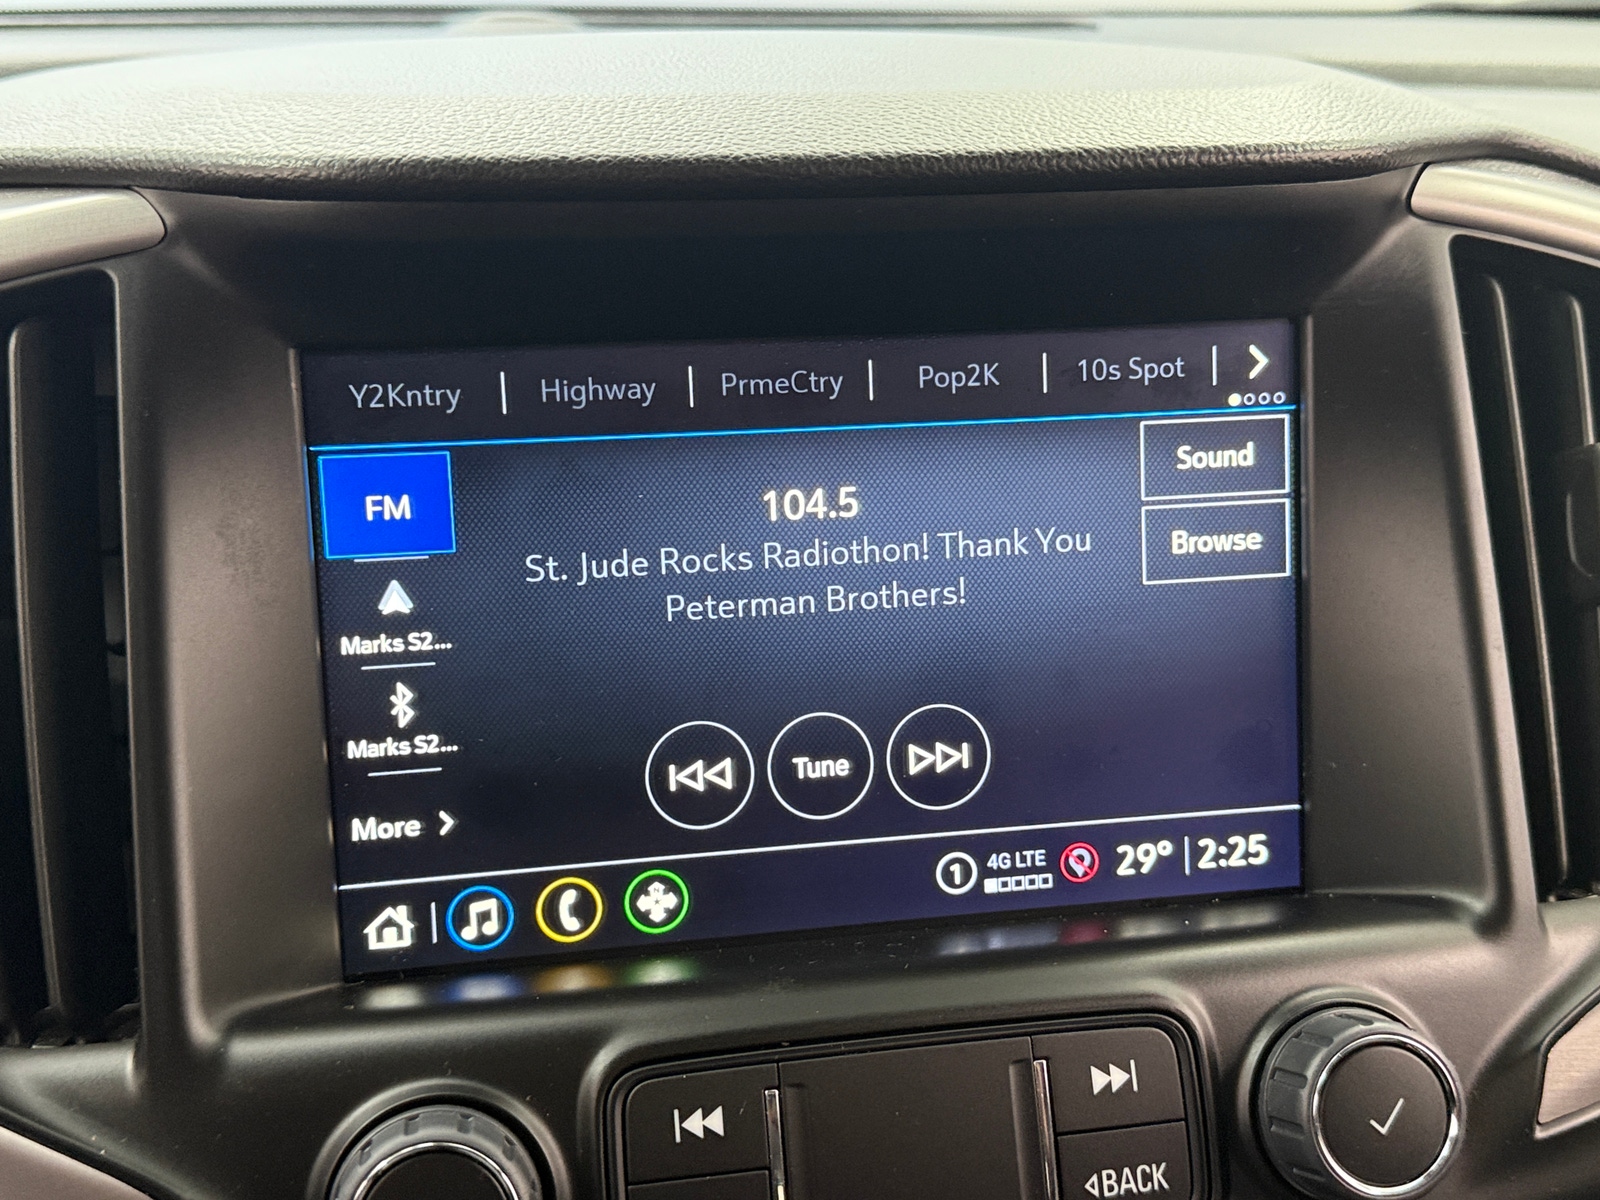 Y2Kntry | Highway | PrmeCtry | Pop2K | 10s Spot
FM
Sound
104.5
St. Jude Rocks Radiothon! Thank You
Peterman Brothers!
Browse
Marks S2...
Marks S2...
Tune
More
1 4G LTE 29° | 2:25
BACK